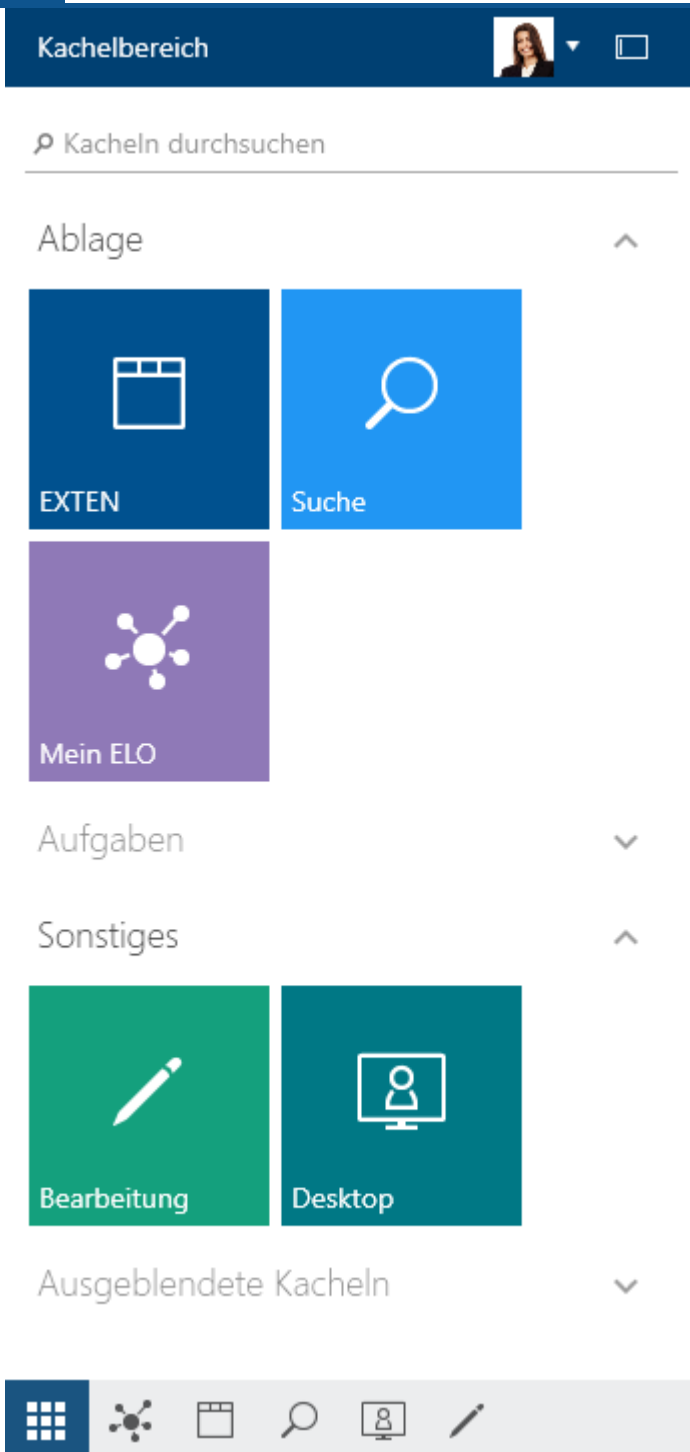 Kachelbereich
Kacheln durchsuchen
Ablage
EXTEN
Suche
Mein ELO
Aufgaben
Sonstiges
Bearbeitung
Desktop
Ausgeblendete Kacheln